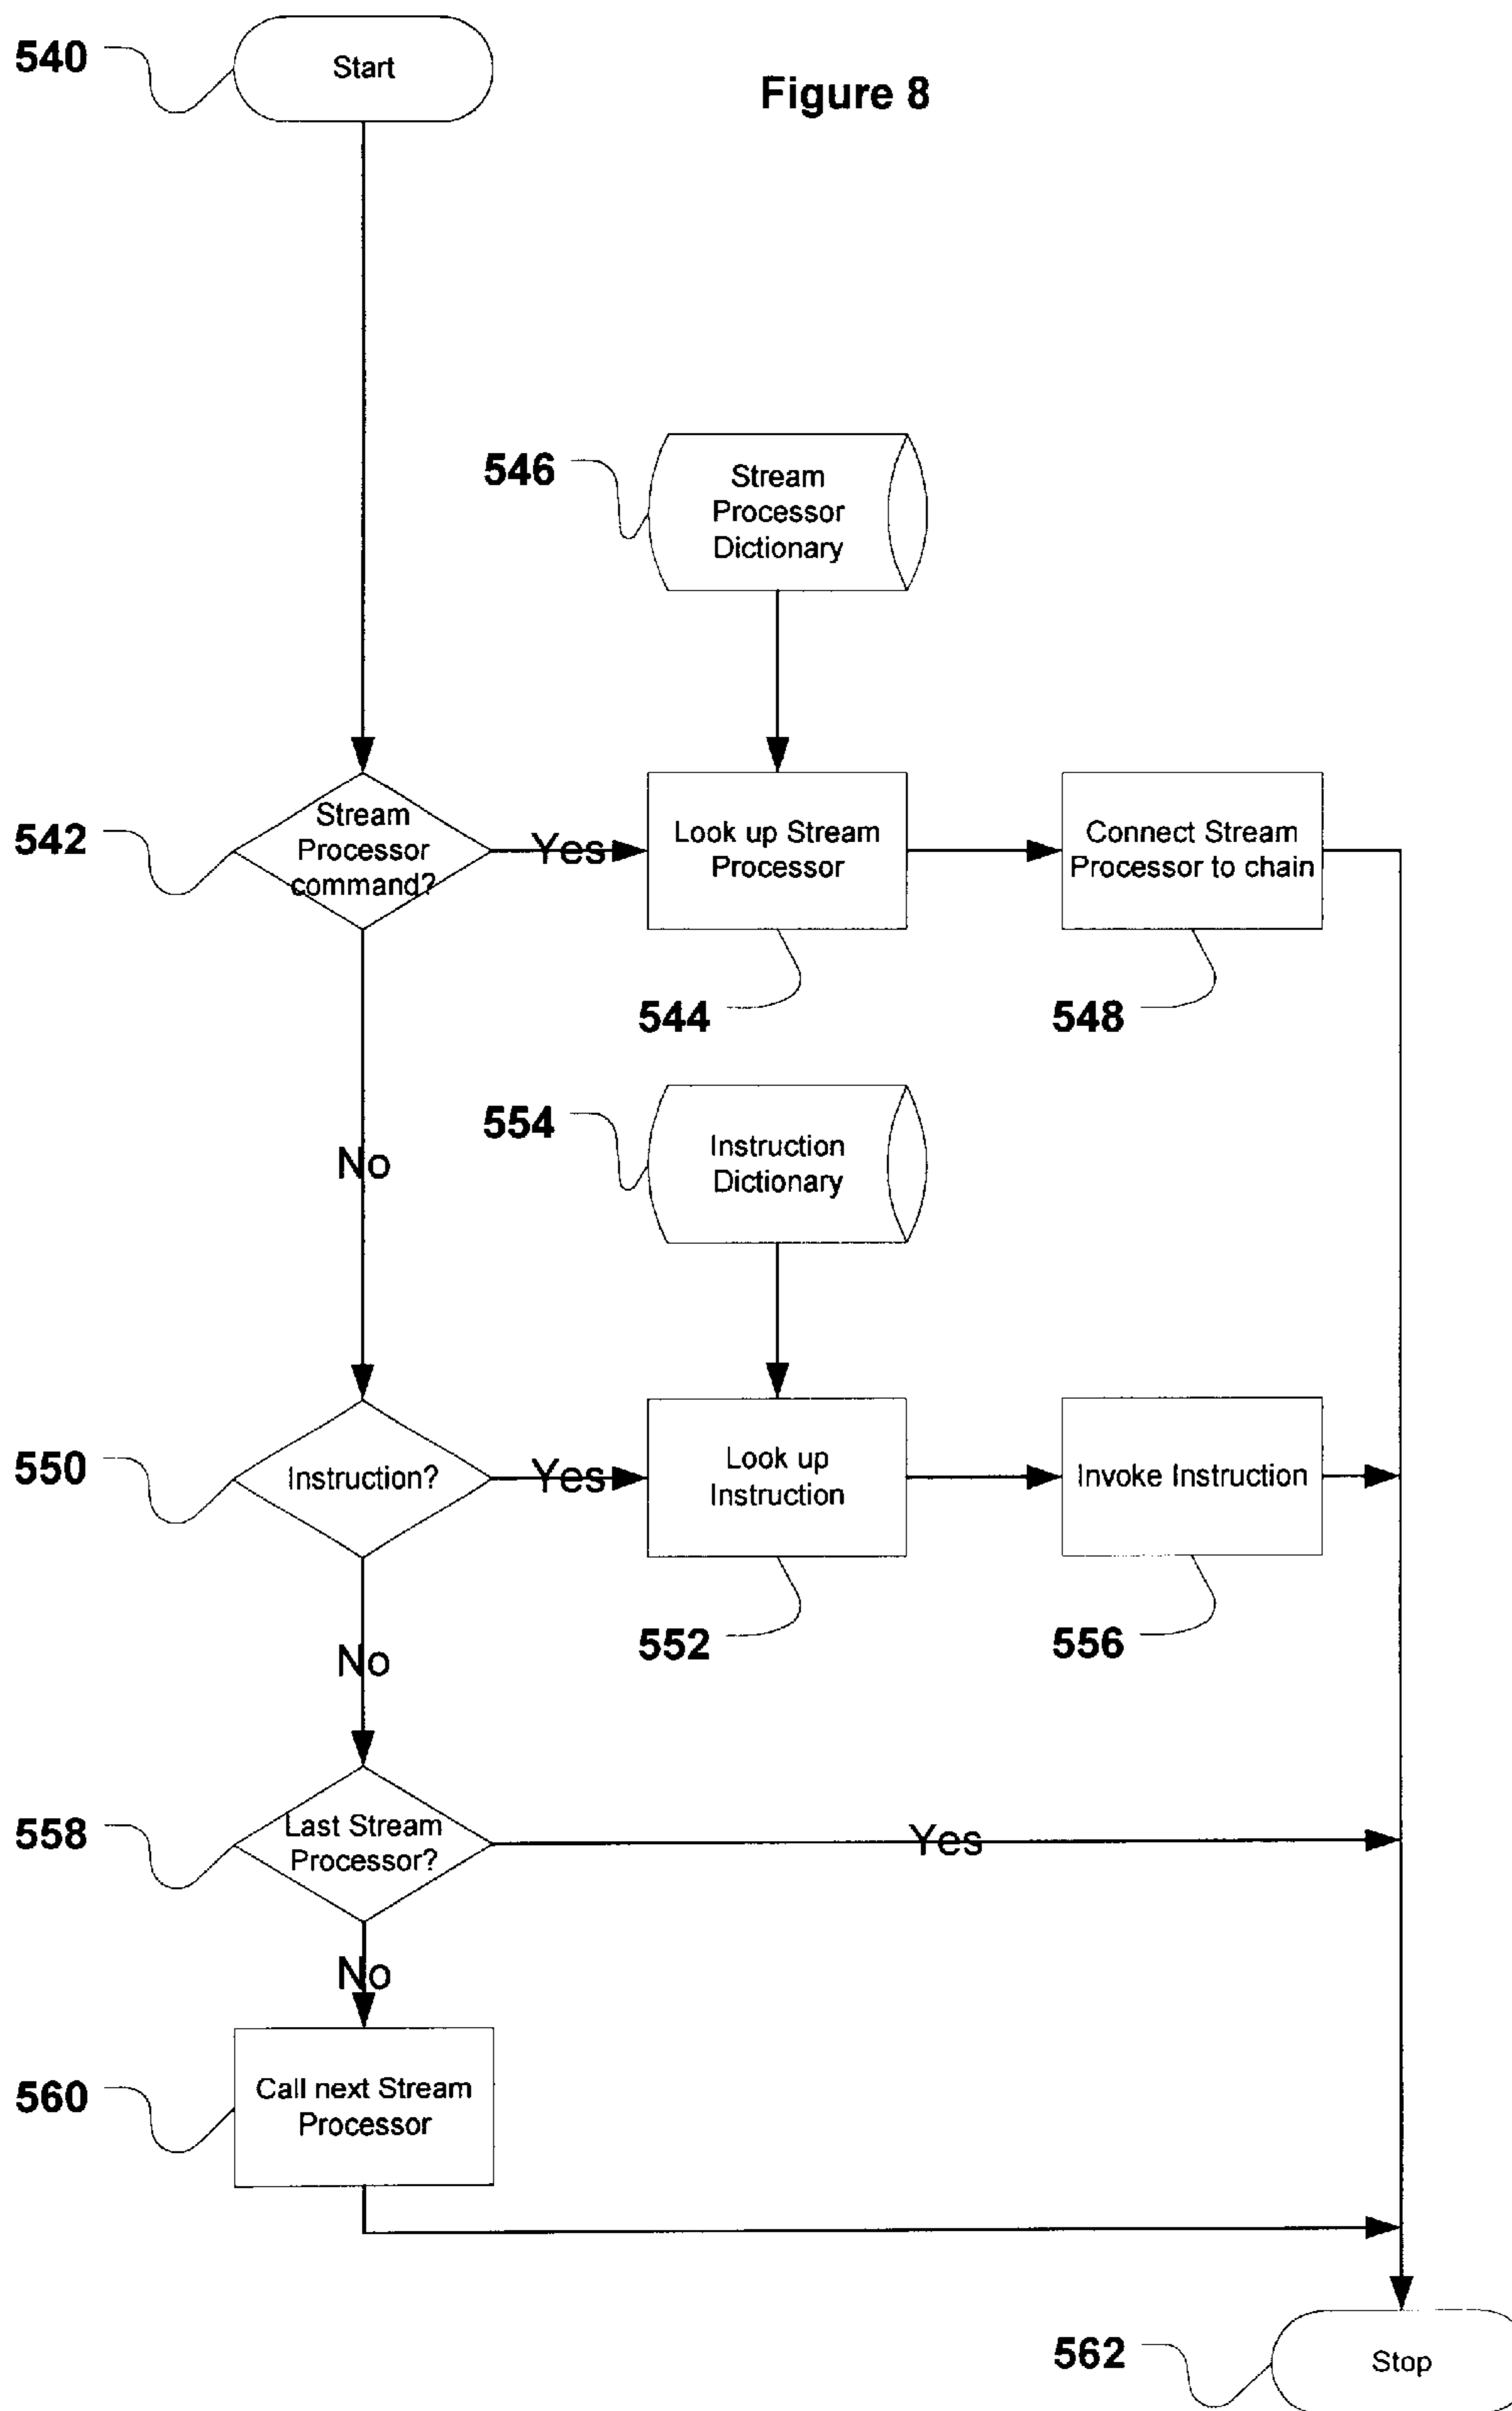 540
Start
Figure 8
546
Stream
Processor
Dictionary
542
Stream
Processor
command?
Yes
Look up Stream
Processor
Connect Stream
Processor to chain
544
548
No
554
Instruction
Dictionary
550
Instruction?
Yes
Look up
Instruction
Invoke Instruction
552
556
No
558
Last Stream
Processor?
Yes
No
560
Call next Stream
Processor
562
Stop